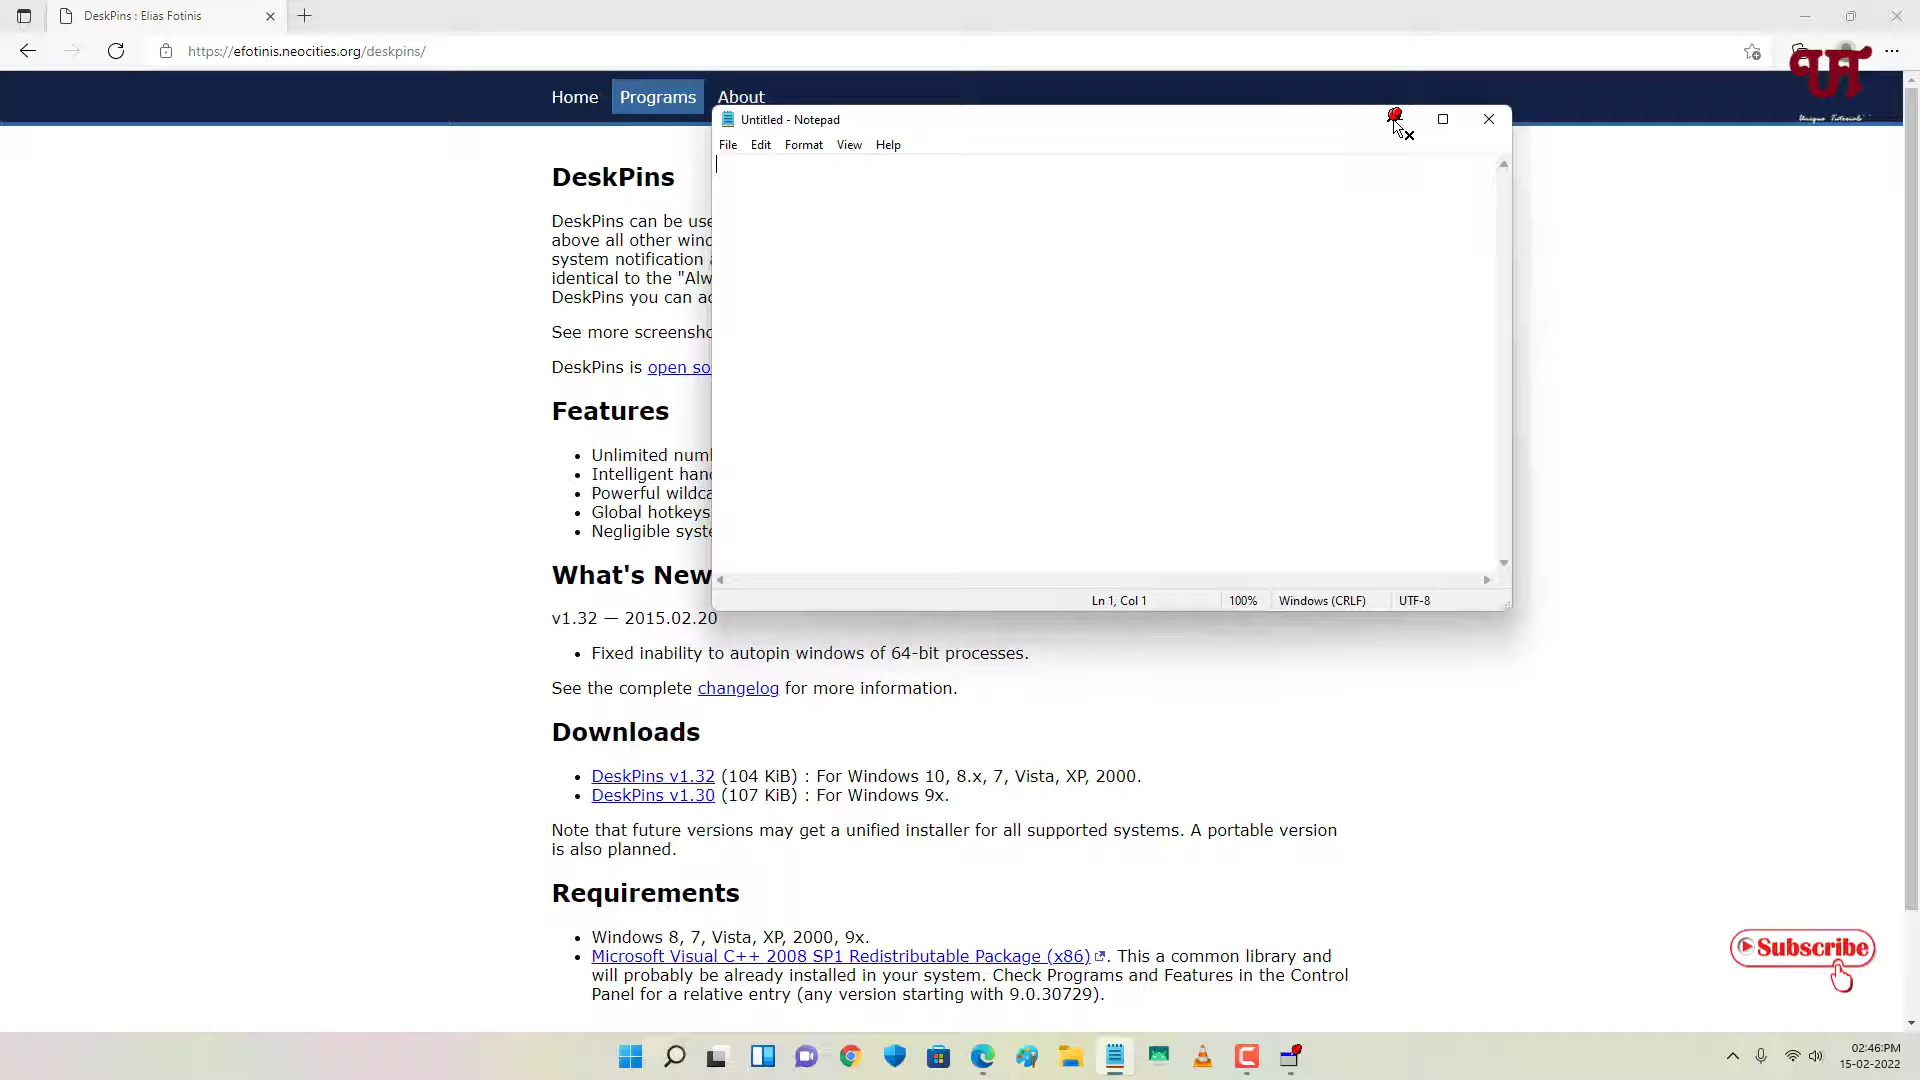 DeskPins : Elias Fotinis
https://efotinis.neocities.org/deskpins/
UT
Unique Tutorials
Home Programs About
Untitled - Notepad
File Edit Format View Help
DeskPins
DeskPins can be use
above all other wind
system notification a
identical to the "Alw
DeskPins you can ac
See more screensho
DeskPins is open so
Features
Unlimited numb
Intelligent hand
Powerful wildca
Global hotkeys
Negligible syste
What's New
Ln 1, Col 1 100% Windows (CRLF) UTF-8
v1.32 — 2015.02.20
Fixed inability to autopin windows of 64-bit processes.
See the complete changelog for more information.
Downloads
DeskPins v1.32 (104 KiB) : For Windows 10, 8.x, 7, Vista, XP, 2000.
DeskPins v1.30 (107 KiB) : For Windows 9x.
Note that future versions may get a unified installer for all supported systems. A portable version
is also planned.
Requirements
Windows 8, 7, Vista, XP, 2000, 9x.
Microsoft Visual C++ 2008 SP1 Redistributable Package (x86). This a common library and
will probably be already installed in your system. Check Programs and Features in the Control
Panel for a relative entry (any version starting with 9.0.30729).
Subscribe
02:46:PM
15-02-2022